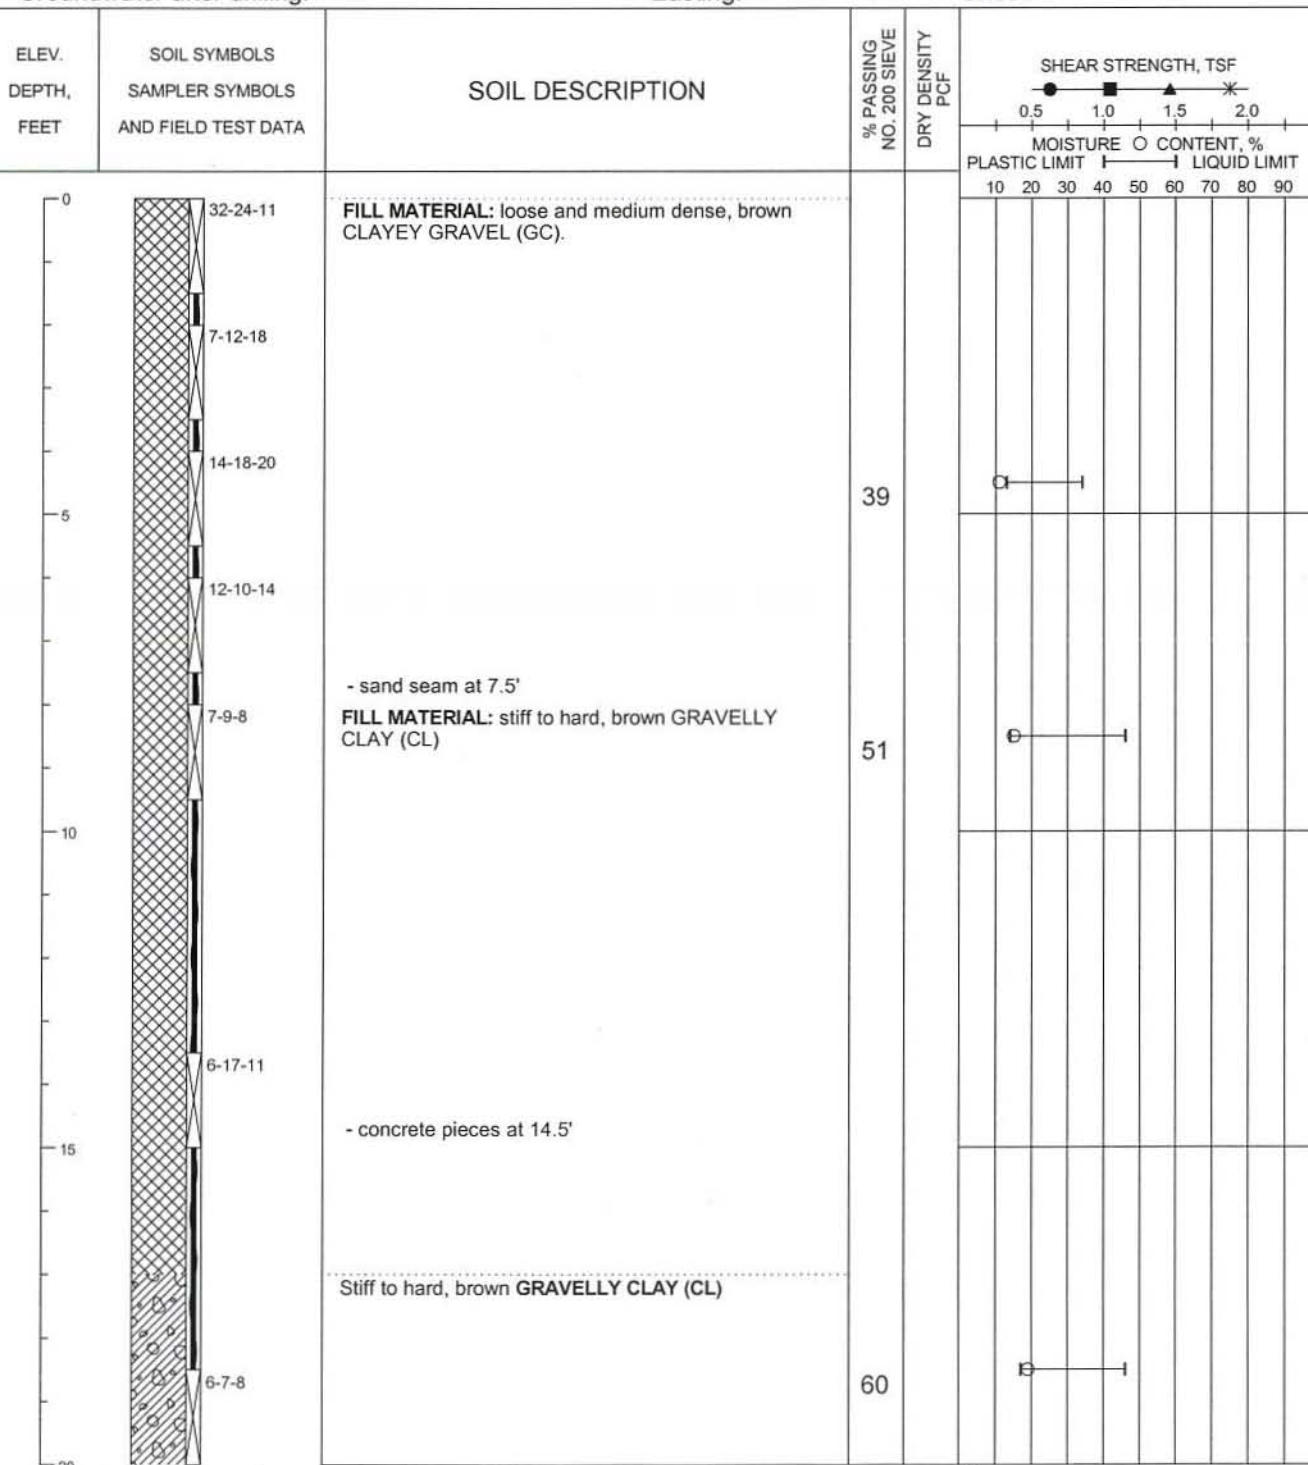 ELEV.
DEPTH,
FEET
SOIL SYMBOLS
SAMPLER SYMBOLS
AND FIELD TEST DATA
SOIL DESCRIPTION
% PASSING
NO. 200 SIEVE
DRY DENSITY
PCF
SHEAR STRENGTH, TSF
0.5 1.0 1.5 2.0
MOISTURE O CONTENT, %
PLASTIC LIMIT LIQUID LIMIT
10 20 30 40 50 60 70 80 90
0
32-24-11
FILL MATERIAL: loose and medium dense, brown
CLAYEY GRAVEL (GC).
7-12-18
14-18-20
39
5
12-10-14
- sand seam at 7.5'
7-9-8
FILL MATERIAL: stiff to hard, brown GRAVELLY
CLAY (CL)
51
10
6-17-11
- concrete pieces at 14.5'
15
Stiff to hard, brown GRAVELLY CLAY (CL)
6-7-8
60